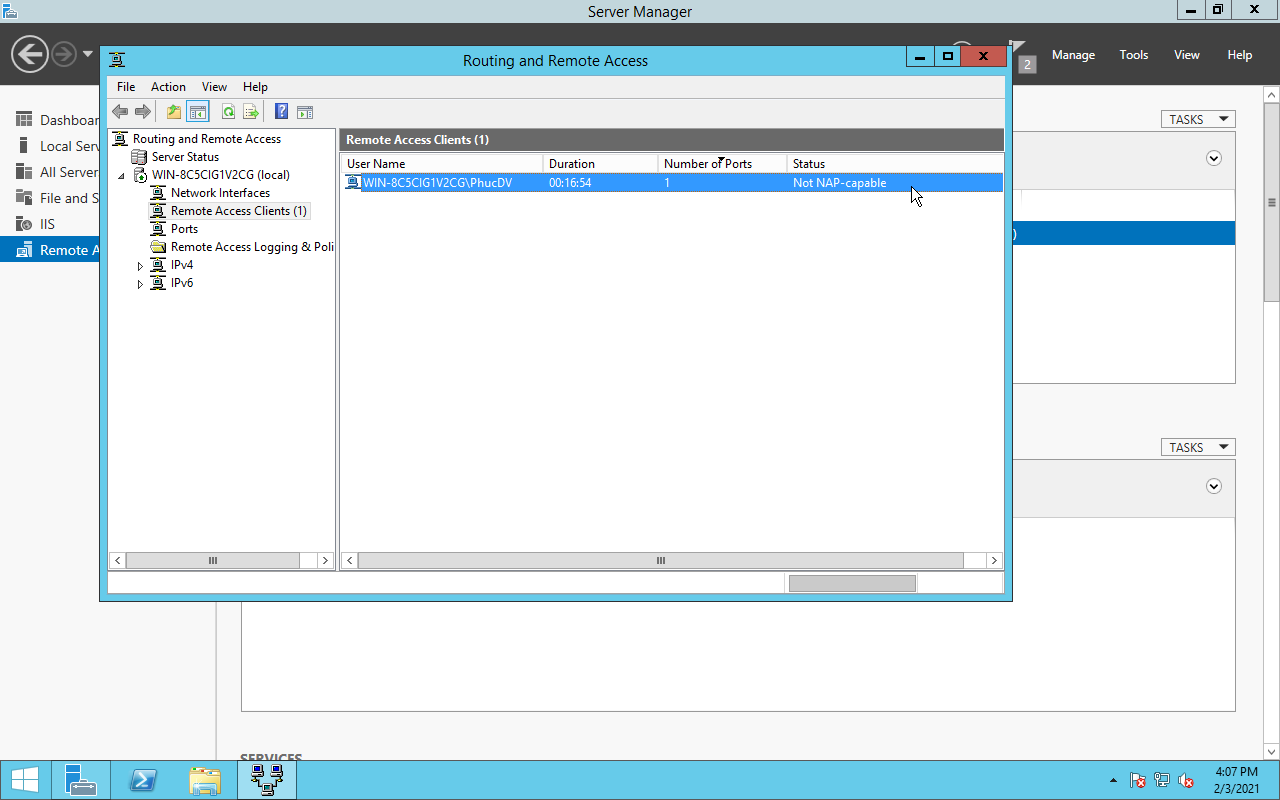 Server Manager
2
Manage
Tools
View
Help
Routing and Remote Access
File
Action
View
Help
Dashboar
Local Serv
All Server
File and S
IIS
Remote A
Routing and Remote Access
Server Status
WIN-8C5CIG1V2CG (local)
Network Interfaces
Remote Access Clients (1)
Ports
Remote Access Logging & Poli
IPv4
IPv6
Remote Access Clients (1)
User Name Duration Number of Ports Status
WIN-8C5CIG1V2CG\PhucDV 00:16:54 1 Not NAP-capable
TASKS
)
TASKS
SERVICES
4:07 PM
2/3/2021